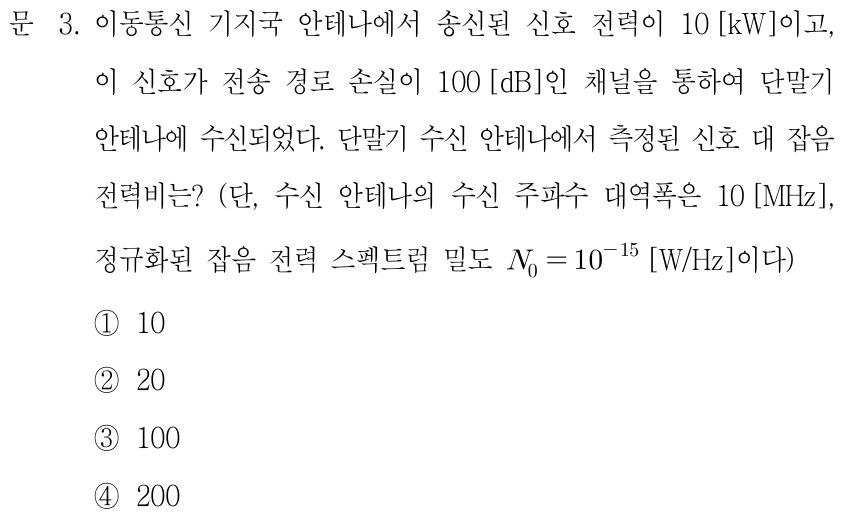 문 3. 이동통신 기지국 안테나에서 송신된 신호 전력이 10 [kW]이고,
이 신호가 전송 경로 손실이 100 [dB]인 채널을 통하여 단말기
안테나에 수신되었다. 단말기 수신 안테나에서 측정된 신호 대 잡음
전력비는? (단, 수신 안테나의 수신 주파수 대역폭은 10 [MHz],
정규화된 잡음 전력 스펙트럼 밀도 N₀ = 10⁻¹⁵ [W/Hz]이다)
① 10
② 20
③ 100
④ 200